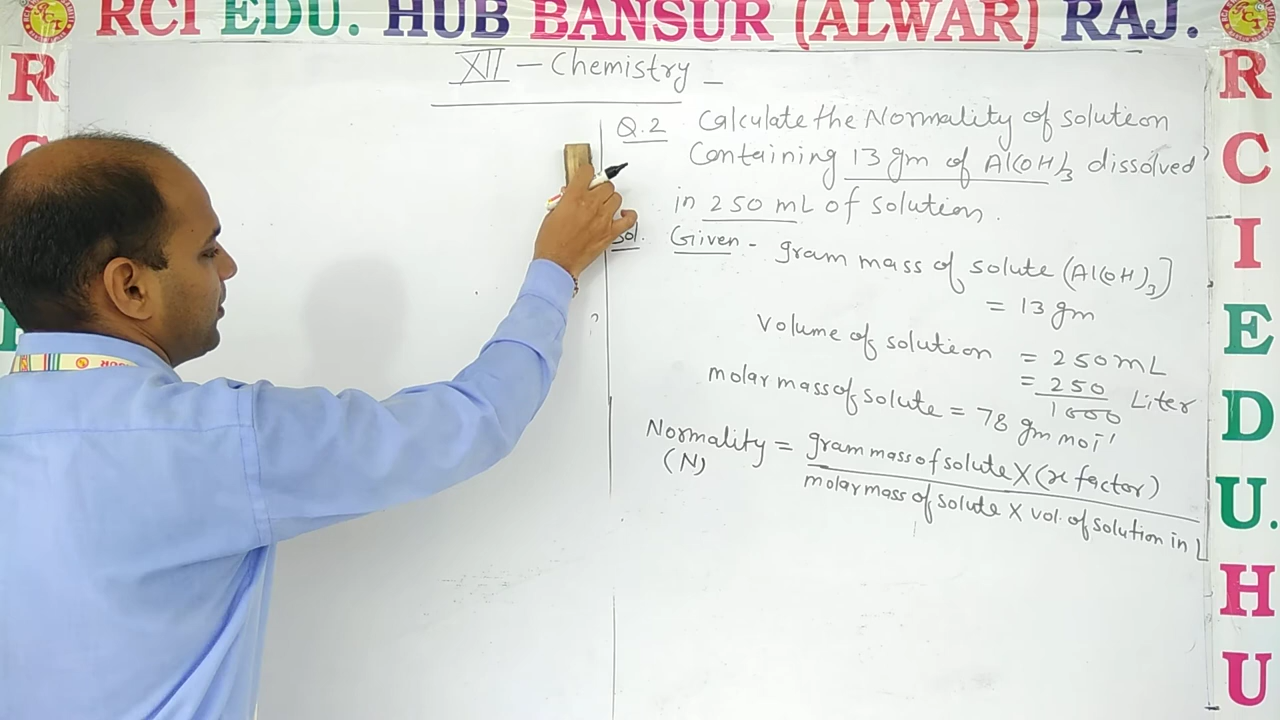 RCI EDU. HUB BANSUR (ALWAR) RAJ.
XII - Chemistry
Q.2 Calculate the Normality of solution
Containing 13 gm of Al(OH)3 dissolved
in 250 mL of solution.
Sol. Given - gram mass of solute (Al(OH)3]
= 13 gm
Volume of solution = 250 mL
= 250/1000 Liter
molar mass of solute = 78 gm mol-1
Normality = gram mass of solute X (x factor)
(N) molar mass of solute X vol. of solution in L
R
C
I
E
D
U.
H
U
R